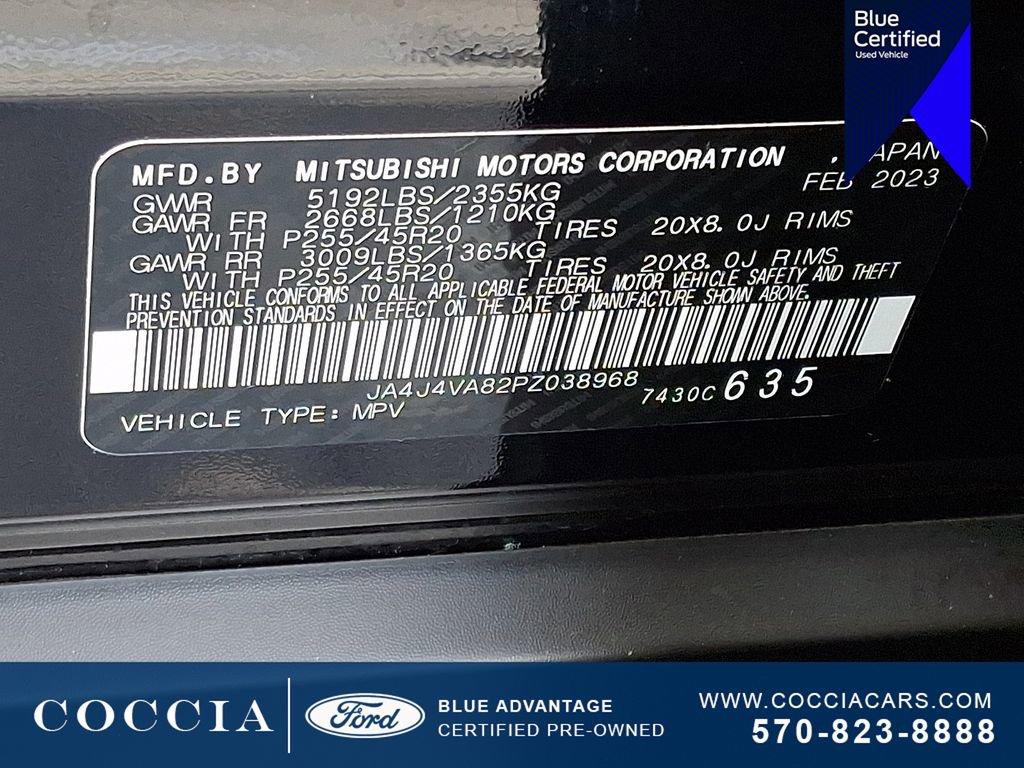 Blue
Certified
Used Vehicle
MFD.BY MITSUBISHI MOTORS CORPORATION , JAPAN
FEB 2023
GVWR 5192LBS/2355KG
GAWR FR 2668LBS/1210KG
WITH P255/45R20 TIRES 20X8.0J RIMS
GAWR RR 3009LBS/1365KG
WITH P255/45R20 TIRES 20X8.0J RIMS
THIS VEHICLE CONFORMS TO ALL APPLICABLE FEDERAL MOTOR VEHICLE SAFETY AND THEFT
PREVENTION STANDARDS IN EFFECT ON THE DATE OF MANUFACTURE SHOWN ABOVE.
JA4J4VA82PZ038968
7430C 635
VEHICLE TYPE: MPV
COCCIA
Ford
BLUE ADVANTAGE
CERTIFIED PRE-OWNED
WWW.COCCIACARS.COM
570-823-8888